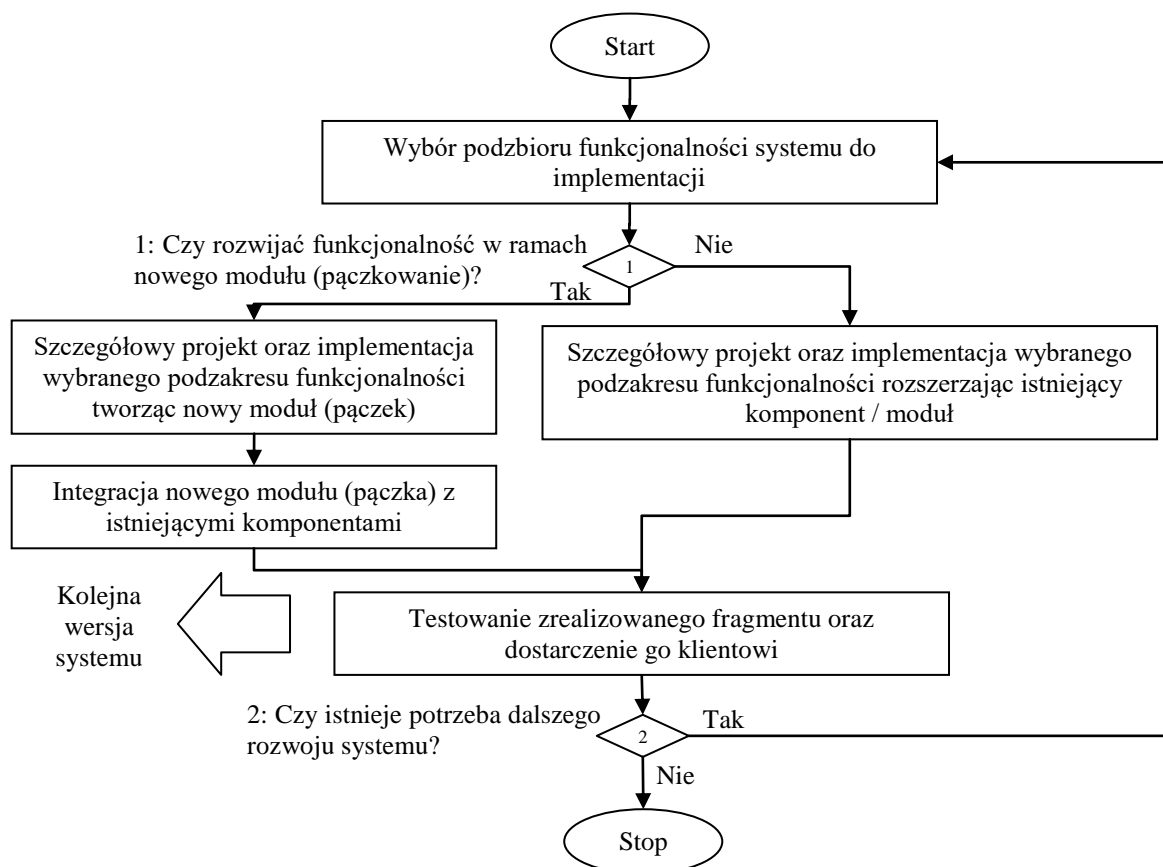 Start
Wybór podzbioru funkcjonalności systemu do
implementacji
1: Czy rozwijać funkcjonalność w ramach
nowego modułu (pączkowanie)?
1
Nie
Tak
Szczegółowy projekt oraz implementacja
wybranego podzakresu funkcjonalności
tworząc nowy moduł (pączek)
Szczegółowy projekt oraz implementacja wybranego
podzakresu funkcjonalności rozszerzając istniejący
komponent / moduł
Integracja nowego modułu (pączka) z
istniejącymi komponentami
Kolejna
wersja
systemu
Testowanie zrealizowanego fragmentu oraz
dostarczenie go klientowi
2: Czy istnieje potrzeba dalszego
rozwoju systemu?
2
Tak
Nie
Stop